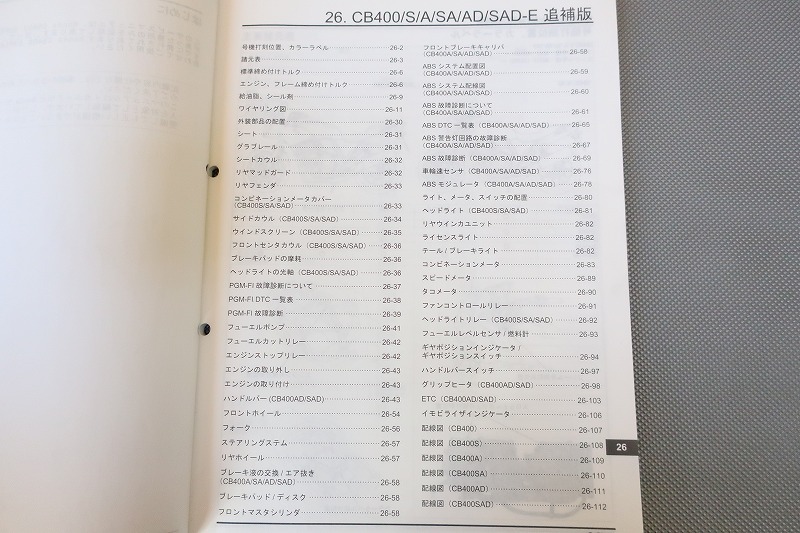 26. CB400/S/A/SA/AD/SAD-E 追補版
号機打刻位置、カラーラベル 26-2
諸元表 26-3
標準締め付けトルク 26-6
エンジン、フレーム締め付けトルク 26-6
給油脂、シール剤 26-9
ワイヤリング図 26-11
外装部品の配置 26-30
シート 26-31
グラブレール 26-31
シートカウル 26-32
リヤマッドガード 26-32
リヤフェンダ 26-33
コンビネーションメータカバー
(CB400S/SA/SAD) 26-33
サイドカウル (CB400S/SA/SAD) 26-34
ウインドスクリーン (CB400S/SA/SAD) 26-35
フロントセンタカウル (CB400S/SA/SAD) 26-36
ブレーキパッドの摩耗 26-36
ヘッドライトの光軸 (CB400S/SA/SAD) 26-36
PGM-FI 故障診断について 26-37
PGM-FI DTC 一覧表 26-38
PGM-FI 故障診断 26-39
フューエルポンプ 26-41
フューエルカットリレー 26-42
エンジンストップリレー 26-42
エンジンの取り外し 26-43
エンジンの取り付け 26-43
ハンドルバー (CB400AD/SAD) 26-43
フロントホイール 26-54
フォーク 26-56
ステアリングステム 26-57
リヤホイール 26-57
ブレーキ液の交換 / エア抜き
(CB400A/SA/AD/SAD) 26-58
ブレーキパッド / ディスク 26-58
フロントマスタシリンダ 26-58
フロントブレーキキャリパ
(CB400A/SA/AD/SAD) 26-58
ABS システム配置図
(CB400A/SA/AD/SAD) 26-59
ABS システム配線図
(CB400A/SA/AD/SAD) 26-60
ABS 故障診断について
(CB400A/SA/AD/SAD) 26-61
ABS DTC 一覧表 (CB400A/SA/AD/SAD) 26-65
ABS 警告灯回路の故障診断
(CB400A/SA/AD/SAD) 26-67
ABS 故障診断 (CB400A/SA/AD/SAD) 26-69
車輪速センサ (CB400A/SA/AD/SAD) 26-76
ABS モジュレータ (CB400A/SA/AD/SAD) 26-78
ライト、メータ、スイッチの配置 26-80
ヘッドライト (CB400S/SA/SAD) 26-81
リヤウインカユニット 26-82
ライセンスライト 26-82
テール / ブレーキライト 26-82
コンビネーションメータ 26-83
スピードメータ 26-89
タコメータ 26-90
ファンコントロールリレー 26-91
ヘッドライトリレー (CB400S/SA/SAD) 26-92
フューエルレベルセンサ / 燃料計 26-93
ギヤポジションインジケータ /
ギヤポジションスイッチ 26-94
ハンドルバースイッチ 26-97
グリップヒータ (CB400AD/SAD) 26-98
ETC (CB400AD/SAD) 26-103
イモビライザインジケータ 26-106
配線図 (CB400) 26-107
配線図 (CB400S) 26-108
配線図 (CB400A) 26-109
配線図 (CB400SA) 26-110
配線図 (CB400AD) 26-111
配線図 (CB400SAD) 26-112
26